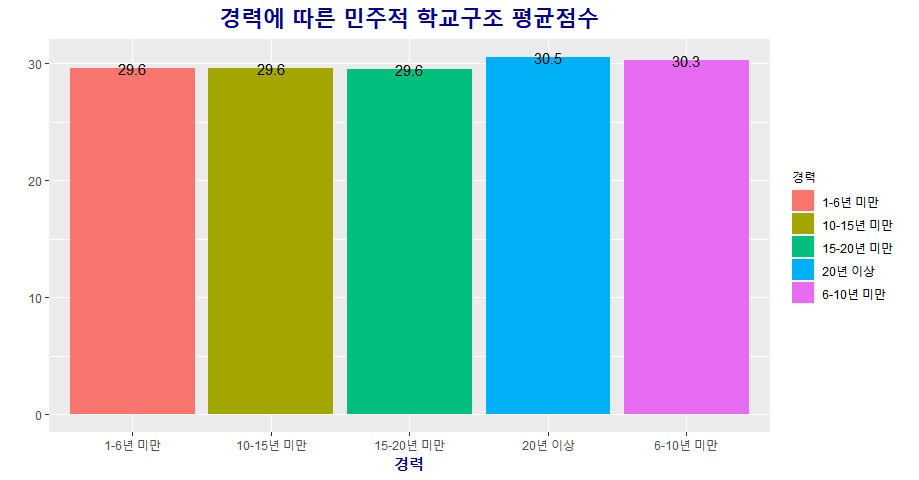 경력에 따른 민주적 학교구조 평균점수
30
20
10
0
29.6
29.6
29.6
30.5
30.3
1-6년 미만
10-15년 미만
15-20년 미만
20년 이상
6-10년 미만
경력
경력
1-6년 미만
10-15년 미만
15-20년 미만
20년 이상
6-10년 미만